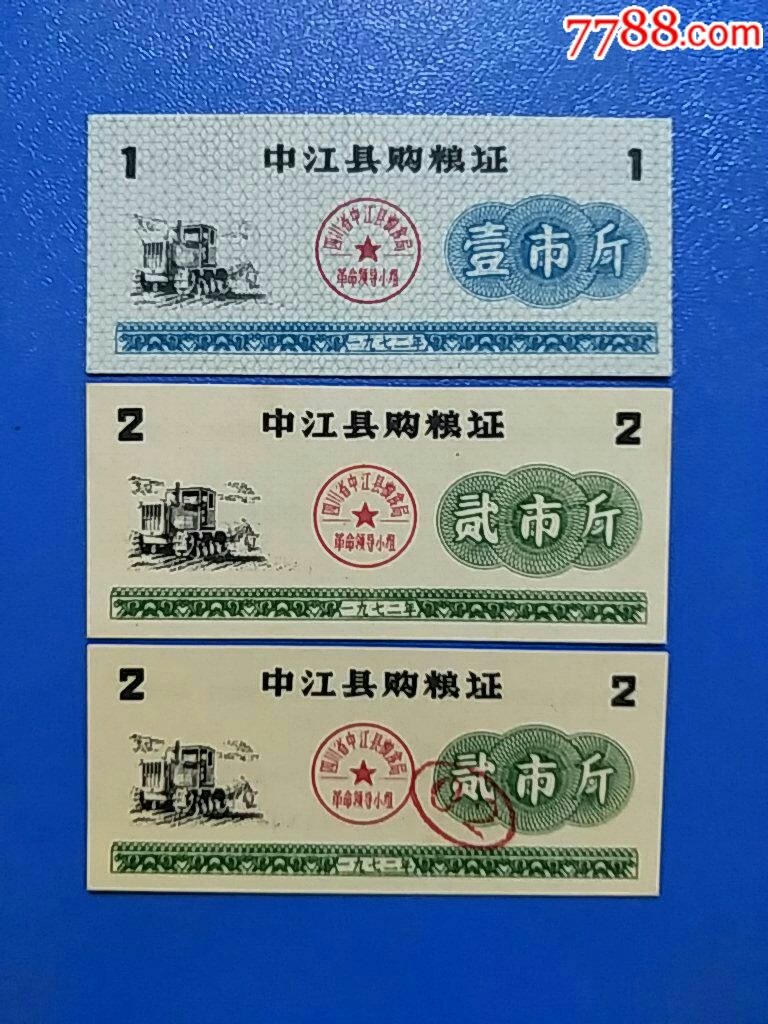 7788.com
1 中江县购粮证 1
四川省中江县粮食局
革命领导小组
壹市斤
一九七二年
2 中江县购粮证 2
四川省中江县粮食局
革命领导小组
贰市斤
一九七二年
2 中江县购粮证 2
四川省中江县粮食局
革命领导小组
贰市斤
一九七二年